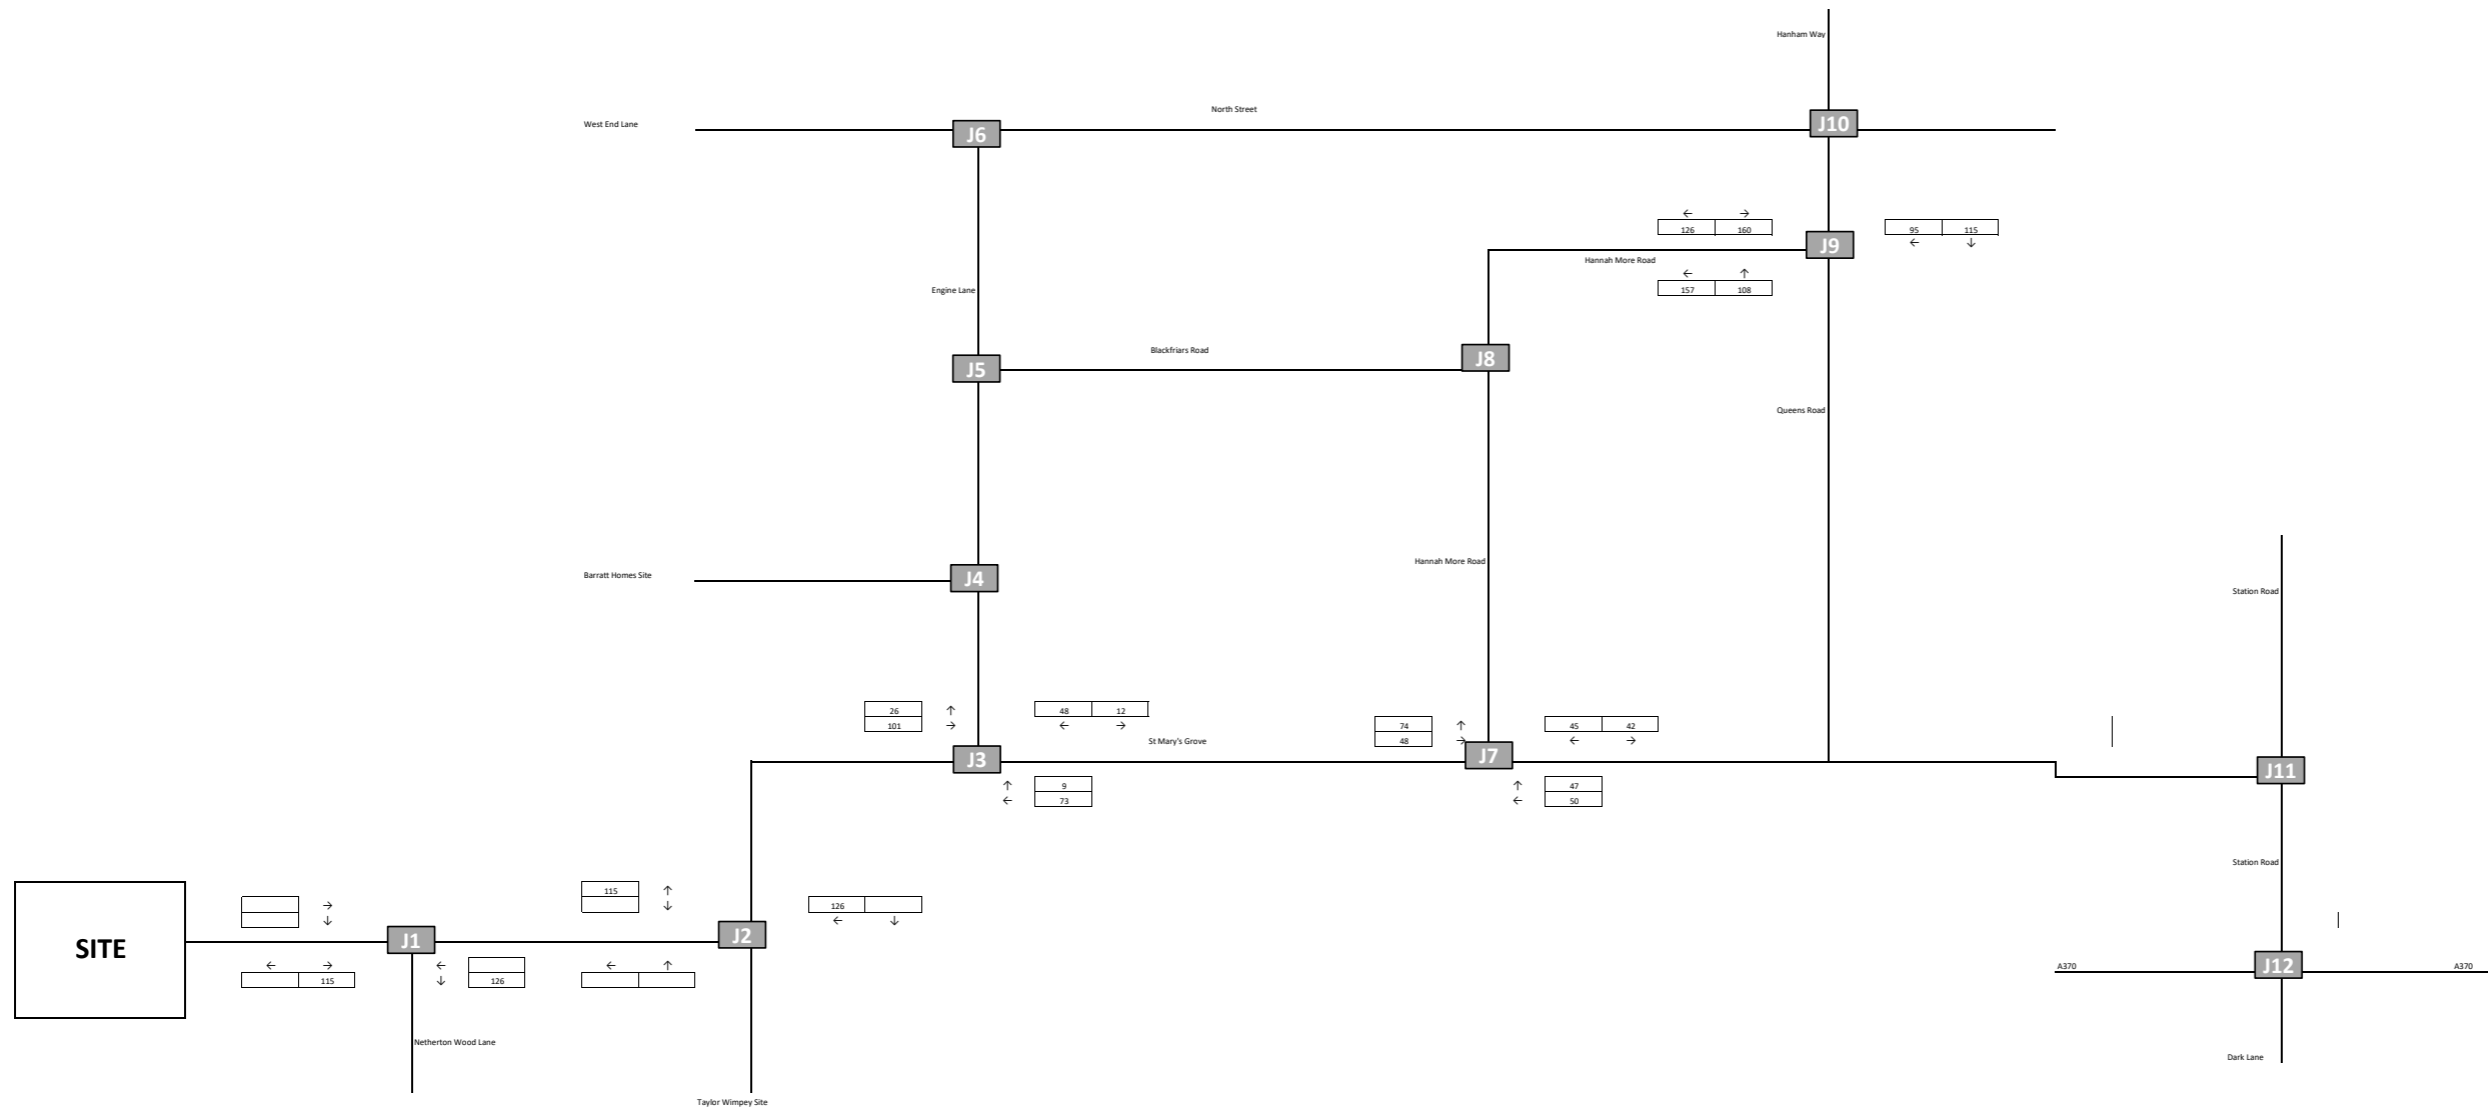 Hanham Way
North Street
West End Lane
J6
J10
← →
126 160
J9
95 115
← ↓
Hannah More Road
← ↑
157 108
Engine Lane
Blackfriars Road
J8
J5
Queens Road
Barratt Homes Site
J4
Hannah More Road
Station Road
26 ↑
101 →
48 12
← →
74 ↑
48 →
45 42
← →
St Mary's Grove
J3
J7
J11
↑ 9
← 73
↑ 47
← 50
Station Road
115 ↑
↓
→
↓
126
← ↓
SITE
J1
J2
← →
115
←
↓ 126
← ↑
A370
J12
A370
Netherton Wood Lane
Dark Lane
Taylor Wimpey Site